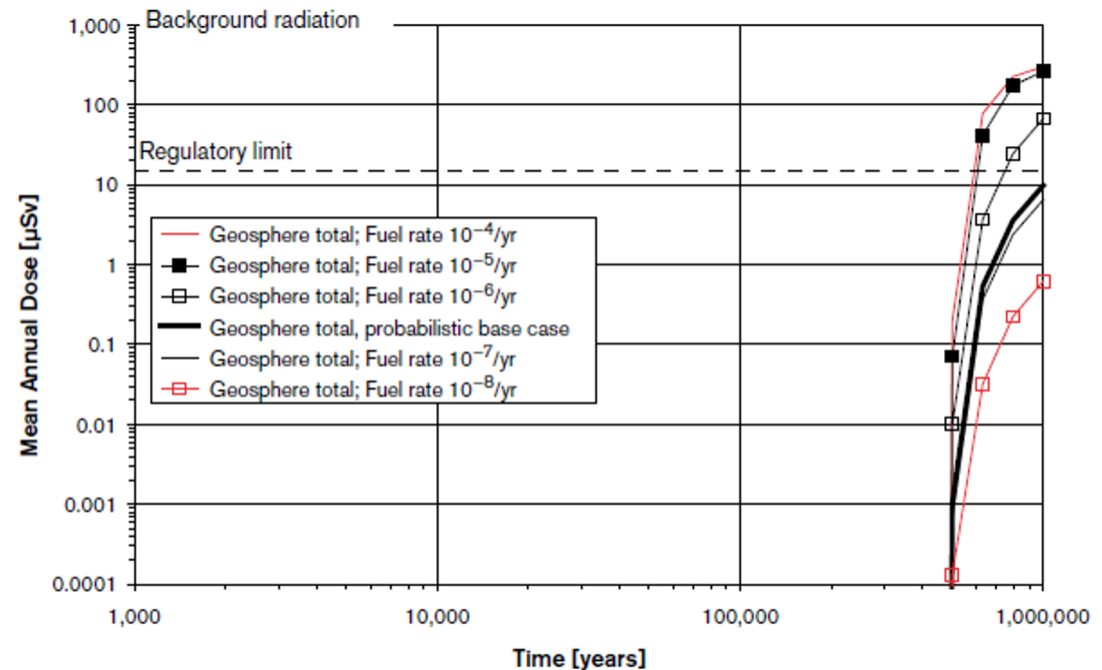 Background radiation
1,000
100
Regulatory limit
10
1
0.1
0.01
0.001
0.0001
Mean Annual Dose [µSv]
Geosphere total; Fuel rate 10⁻⁴/yr
Geosphere total; Fuel rate 10⁻⁵/yr
Geosphere total; Fuel rate 10⁻⁶/yr
Geosphere total, probabilistic base case
Geosphere total; Fuel rate 10⁻⁷/yr
Geosphere total; Fuel rate 10⁻⁸/yr
1,000
10,000
100,000
1,000,000
Time [years]